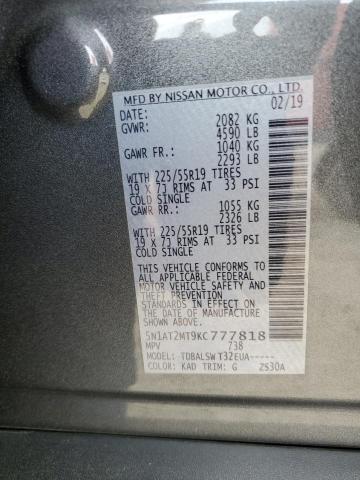 MFD BY NISSAN MOTOR CO., LTD.
DATE: 02/19
GVWR: 2082 KG
4590 LB
GAWR FR.: 1040 KG
2293 LB
WITH 225/55R19 TIRES
19 X 7J RIMS AT 33 PSI
COLD SINGLE
GAWR RR.: 1055 KG
2326 LB
WITH 225/55R19 TIRES
19 X 7J RIMS AT 33 PSI
COLD SINGLE
THIS VEHICLE CONFORMS TO
ALL APPLICABLE FEDERAL
MOTOR VEHICLE SAFETY AND
THEFT PREVENTION
STANDARDS IN EFFECT ON THE
DATE OF MANUFACTURE SHOWN
ABOVE.
5N1AT2MT9KC777818
MPV 738
MODEL: TDBALSWT32EUA-----
COLOR: KAD TRIM: G 2S30A